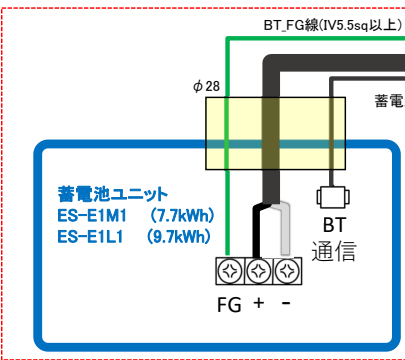 BT_FG線(IV5.5sq以上)
φ28
蓄電
蓄電池ユニット
ES-E1M1 (7.7kWh)
ES-E1L1 (9.7kWh)
BT
通信
FG + -